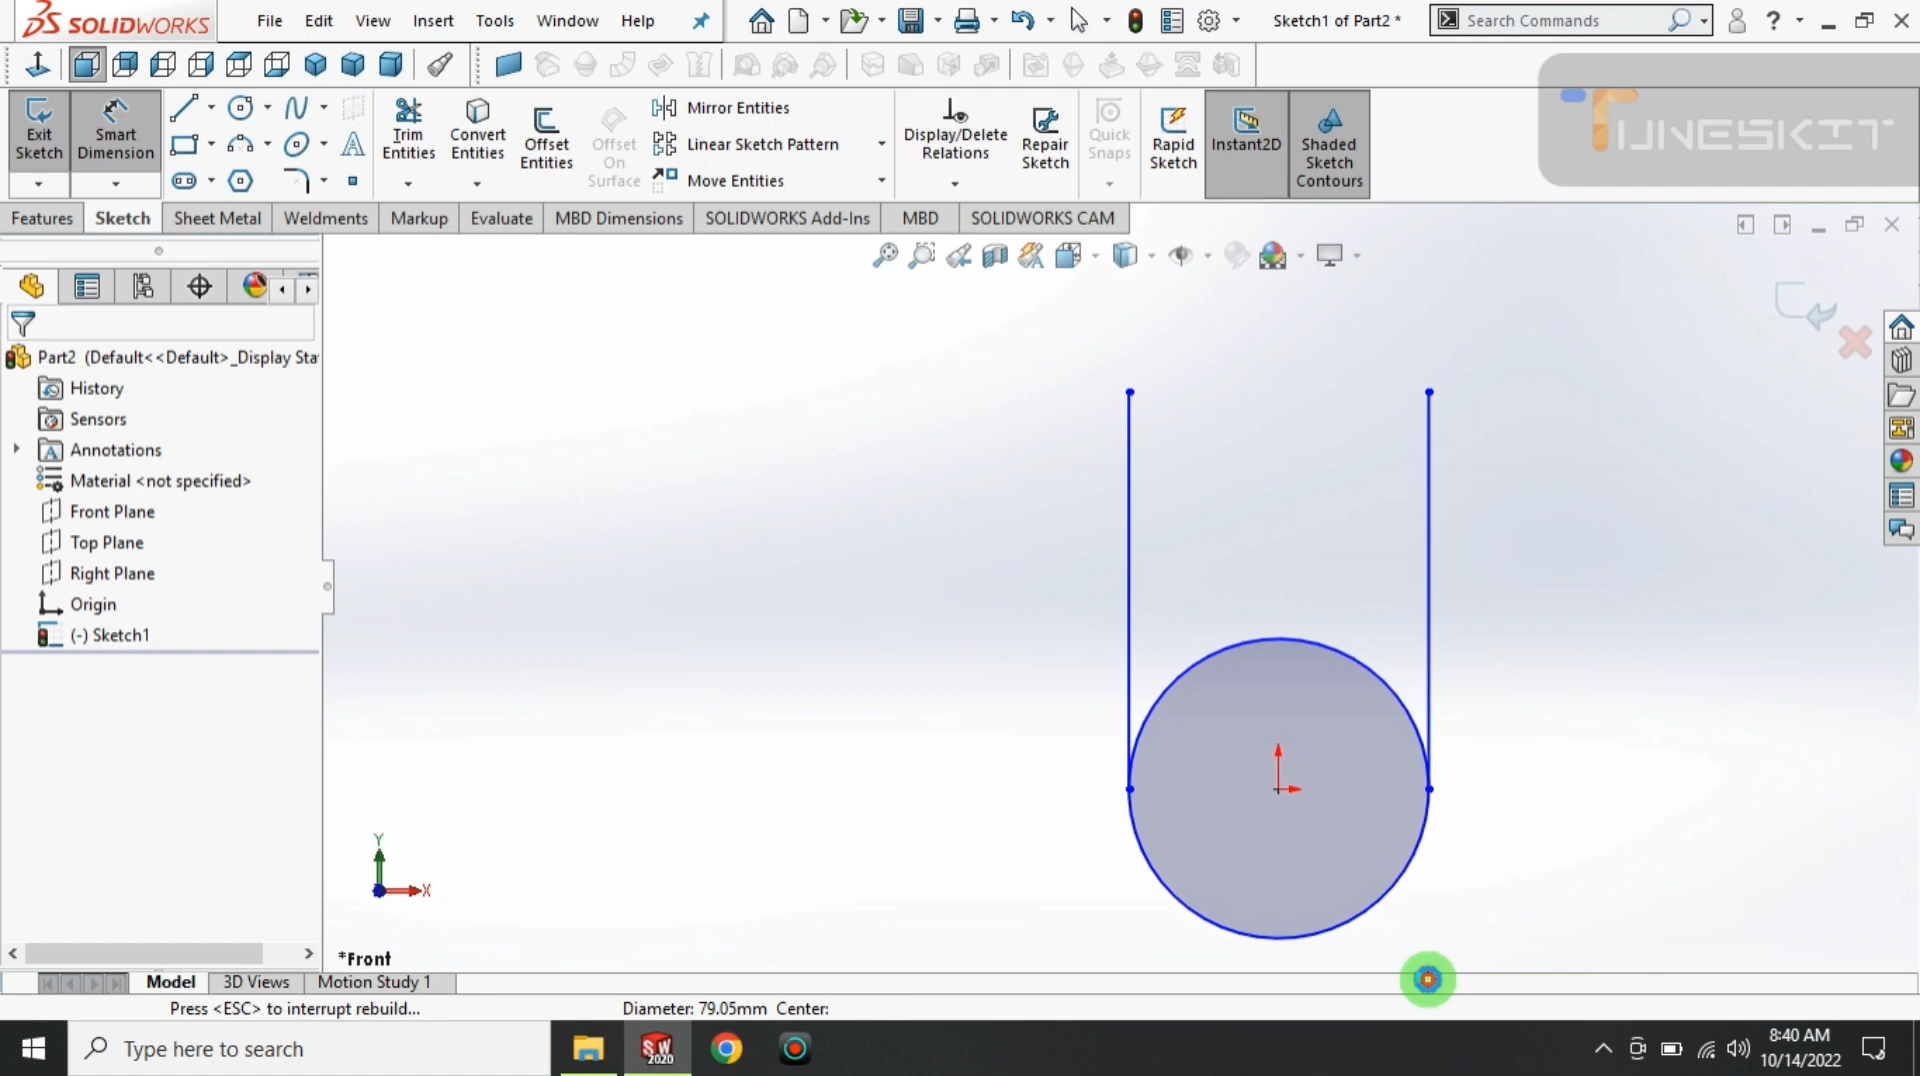 SOLIDWORKS File Edit View Insert Tools Window Help Sketch1 of Part2 * Search Commands ?
TUNESKIT
Exit Sketch
Smart Dimension
Trim Entities
Convert Entities
Offset Entities
Offset On Surface
Mirror Entities
Linear Sketch Pattern
Move Entities
Display/Delete Relations
Repair Sketch
Quick Snaps
Rapid Sketch
Instant2D
Shaded Sketch Contours
Features Sketch Sheet Metal Weldments Markup Evaluate MBD Dimensions SOLIDWORKS Add-Ins MBD SOLIDWORKS CAM
Part2 (Default<<Default>_Display Sta
History
Sensors
Annotations
Material <not specified>
Front Plane
Top Plane
Right Plane
Origin
(-) Sketch1
Y
X
*Front
Model 3D Views Motion Study 1
Press <ESC> to interrupt rebuild... Diameter: 79.05mm Center:
Type here to search
SW 2020
8:40 AM
10/14/2022